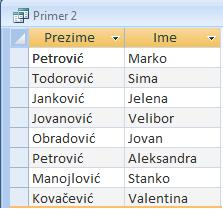 Primer 2
Prezime Ime
Petrović Marko
Todorović Sima
Janković Jelena
Jovanović Velibor
Obradović Jovan
Petrović Aleksandra
Manojlović Stanko
Kovačević Valentina